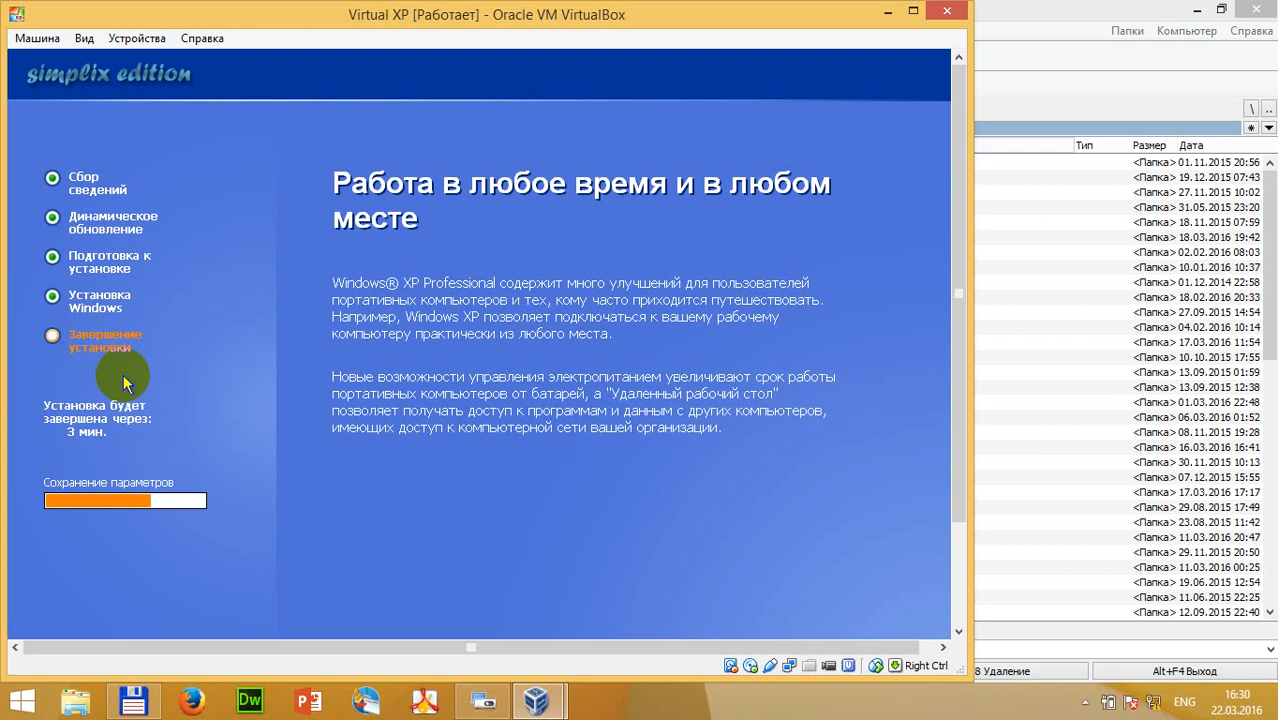 Virtual XP [Работает] - Oracle VM VirtualBox
Машина Вид Устройства Справка
Папки Компьютер Справка
simplix edition
\ ..
* 
Тип Размер Дата
Сбор
сведений
Динамическое
обновление
Подготовка к
установке
Установка
Windows
Завершение
установки
Установка будет
завершена через:
3 мин.
Сохранение параметров
Работа в любое время и в любом
месте
Windows® XP Professional содержит много улучшений для пользователей
портативных компьютеров и тех, кому часто приходится путешествовать.
Например, Windows XP позволяет подключаться к вашему рабочему
компьютеру практически из любого места.
Новые возможности управления электропитанием увеличивают срок работы
портативных компьютеров от батарей, а "Удаленный рабочий стол"
позволяет получать доступ к программам и данным с других компьютеров,
имеющих доступ к компьютерной сети вашей организации.
<Папка> 01.11.2015 20:56
<Папка> 19.12.2015 07:43
<Папка> 27.11.2015 10:02
<Папка> 31.05.2015 23:20
<Папка> 18.11.2015 07:59
<Папка> 18.03.2016 19:42
<Папка> 02.02.2016 08:03
<Папка> 10.01.2016 10:37
<Папка> 01.12.2014 22:58
<Папка> 18.02.2016 20:33
<Папка> 27.09.2015 14:54
<Папка> 04.02.2016 10:14
<Папка> 17.03.2016 11:54
<Папка> 10.10.2015 17:55
<Папка> 13.09.2015 01:59
<Папка> 13.09.2015 12:38
<Папка> 01.03.2016 22:48
<Папка> 06.03.2016 01:52
<Папка> 08.11.2015 19:28
<Папка> 16.03.2016 16:41
<Папка> 30.11.2015 10:13
<Папка> 07.12.2015 15:55
<Папка> 17.03.2016 17:17
<Папка> 29.08.2015 17:49
<Папка> 23.08.2015 11:42
<Папка> 11.03.2016 20:47
<Папка> 29.11.2015 20:50
<Папка> 11.03.2016 00:25
<Папка> 19.06.2015 12:54
<Папка> 11.06.2015 22:25
<Папка> 12.09.2015 22:40
Right Ctrl
8 Удаление Alt+F4 Выход
Dw
ENG
16:30
22.03.2016